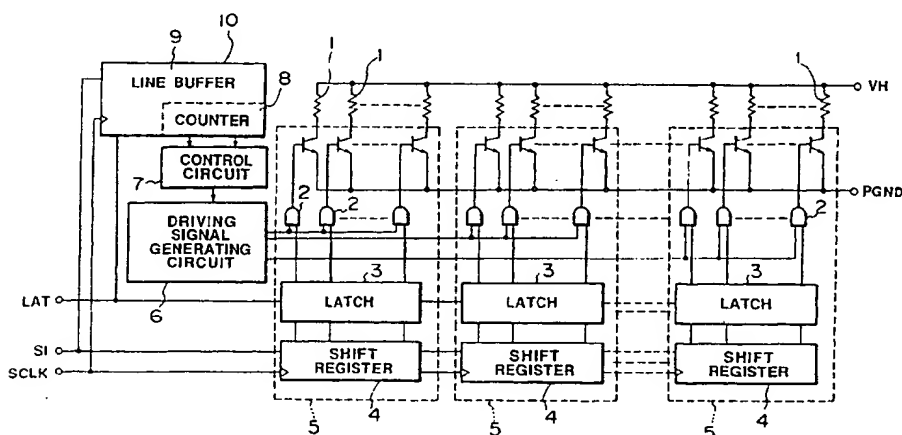 10
9
1
1
1
LINE BUFFER
8
VH
COUNTER
CONTROL
CIRCUIT
7
PGND
2
2
2
DRIVING
SIGNAL
GENERATING
CIRCUIT
3
3
3
LAT
6
LATCH
LATCH
LATCH
SI
SCLK
SHIFT
REGISTER
SHIFT
REGISTER
SHIFT
REGISTER
5
4
5
4
5
4